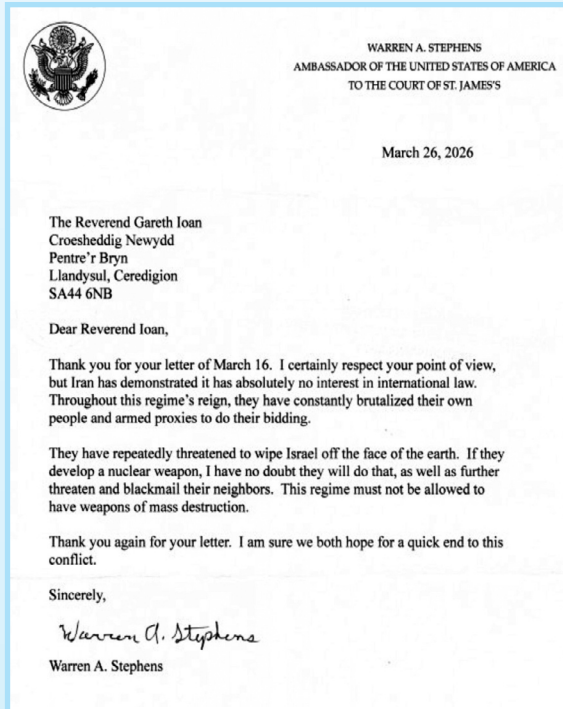 WARREN A. STEPHENS
AMBASSADOR OF THE UNITED STATES OF AMERICA
TO THE COURT OF ST. JAMES'S
March 26, 2026
The Reverend Gareth Ioan
Croesheddig Newydd
Pentre'r Bryn
Llandysul, Ceredigion
SA44 6NB
Dear Reverend Ioan,
Thank you for your letter of March 16. I certainly respect your point of view,
but Iran has demonstrated it has absolutely no interest in international law.
Throughout this regime's reign, they have constantly brutalized their own
people and armed proxies to do their bidding.
They have repeatedly threatened to wipe Israel off the face of the earth. If they
develop a nuclear weapon, I have no doubt they will do that, as well as further
threaten and blackmail their neighbors. This regime must not be allowed to
have weapons of mass destruction.
Thank you again for your letter. I am sure we both hope for a quick end to this
conflict.
Sincerely,
Warren A. Stephens
Warren A. Stephens